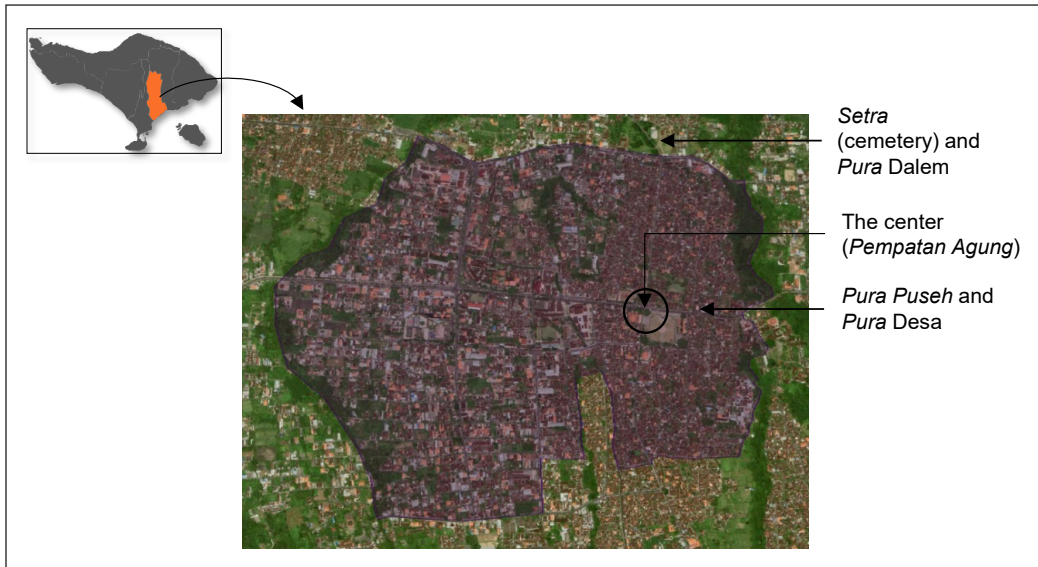 Setra
(cemetery) and
Pura Dalem
The center
(Pempatan Agung)
Pura Puseh and
Pura Desa